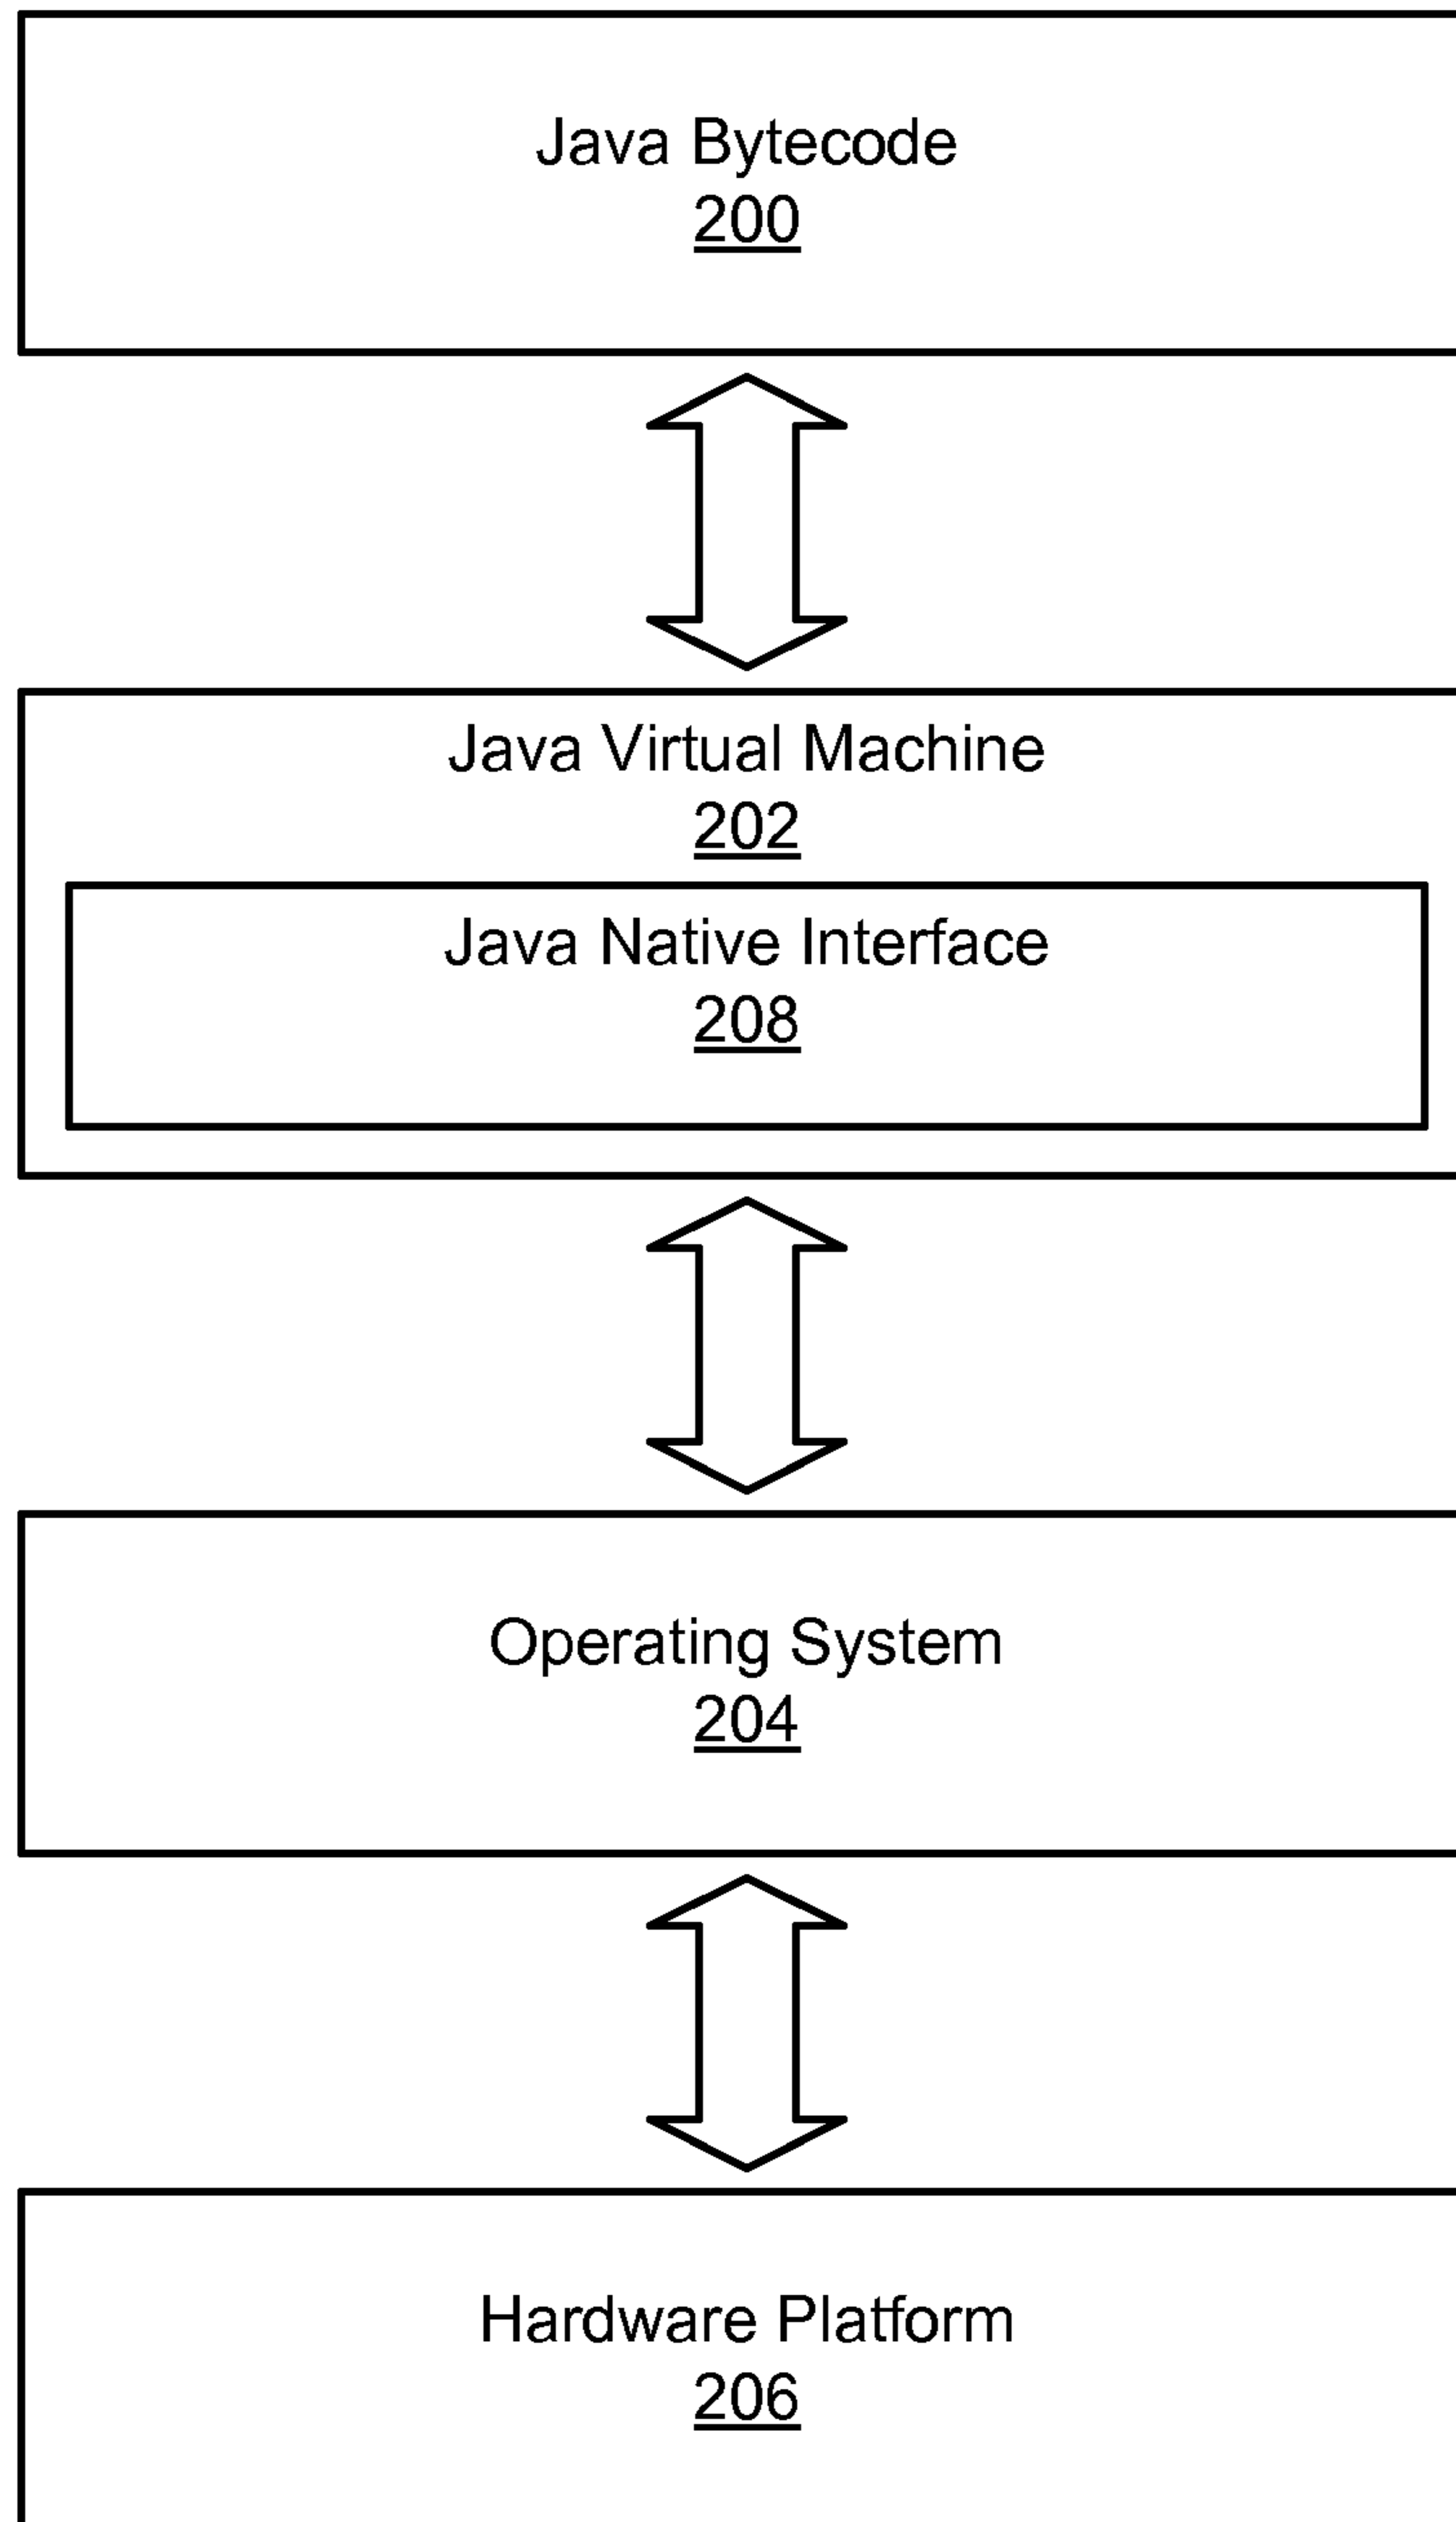 Java Bytecode
200
Java Virtual Machine
202
Java Native Interface
208
Operating System
204
Hardware Platform
206